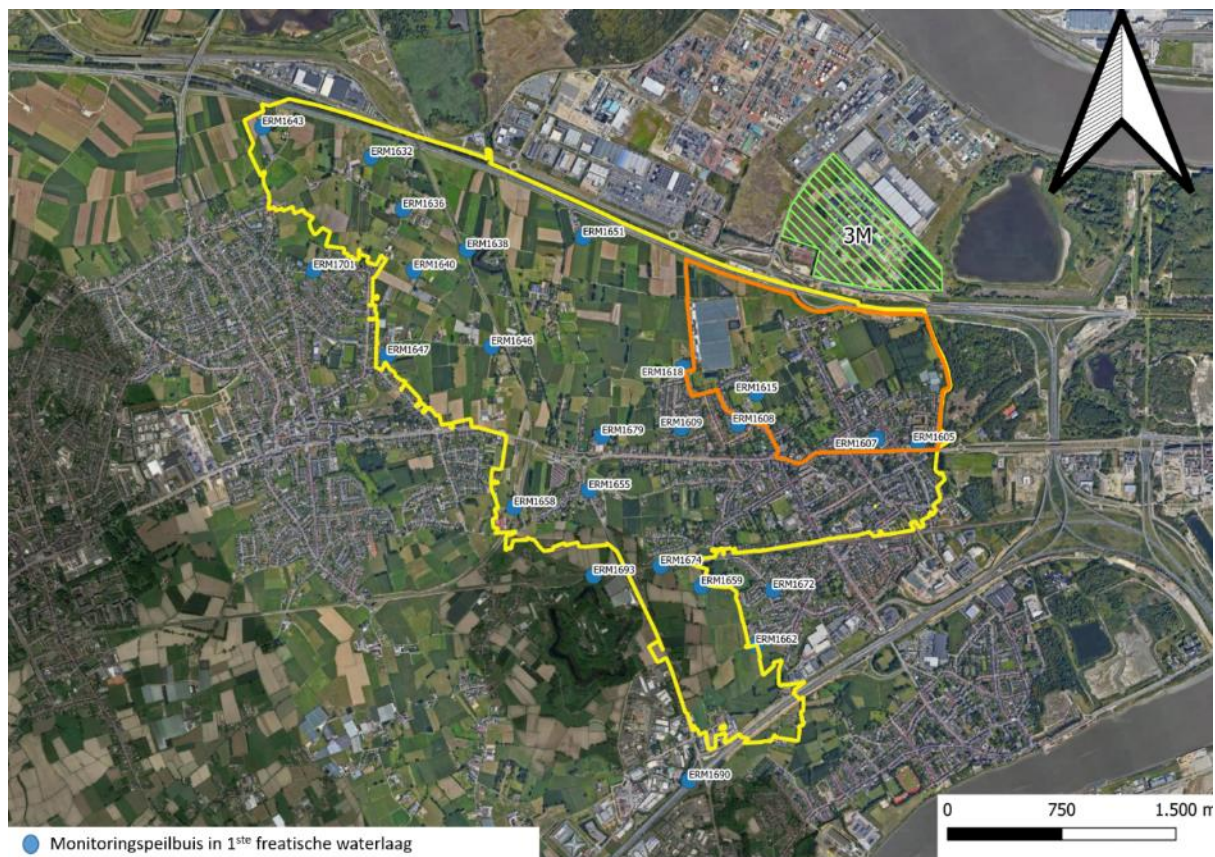 ERM1643
ERM1632
ERM1636
ERM1651
3M
ERM1638
ERM1701
ERM1640
ERM1646
ERM1647
ERM1618
ERM1615
ERM1608
ERM1609
ERM1679
ERM1607
ERM1605
ERM1655
ERM1658
ERM1674
ERM1693
ERM1659
ERM1672
ERM1662
ERM1690
0 750 1.500 m
Monitoringspeilbuis in 1ste freatische waterlaag